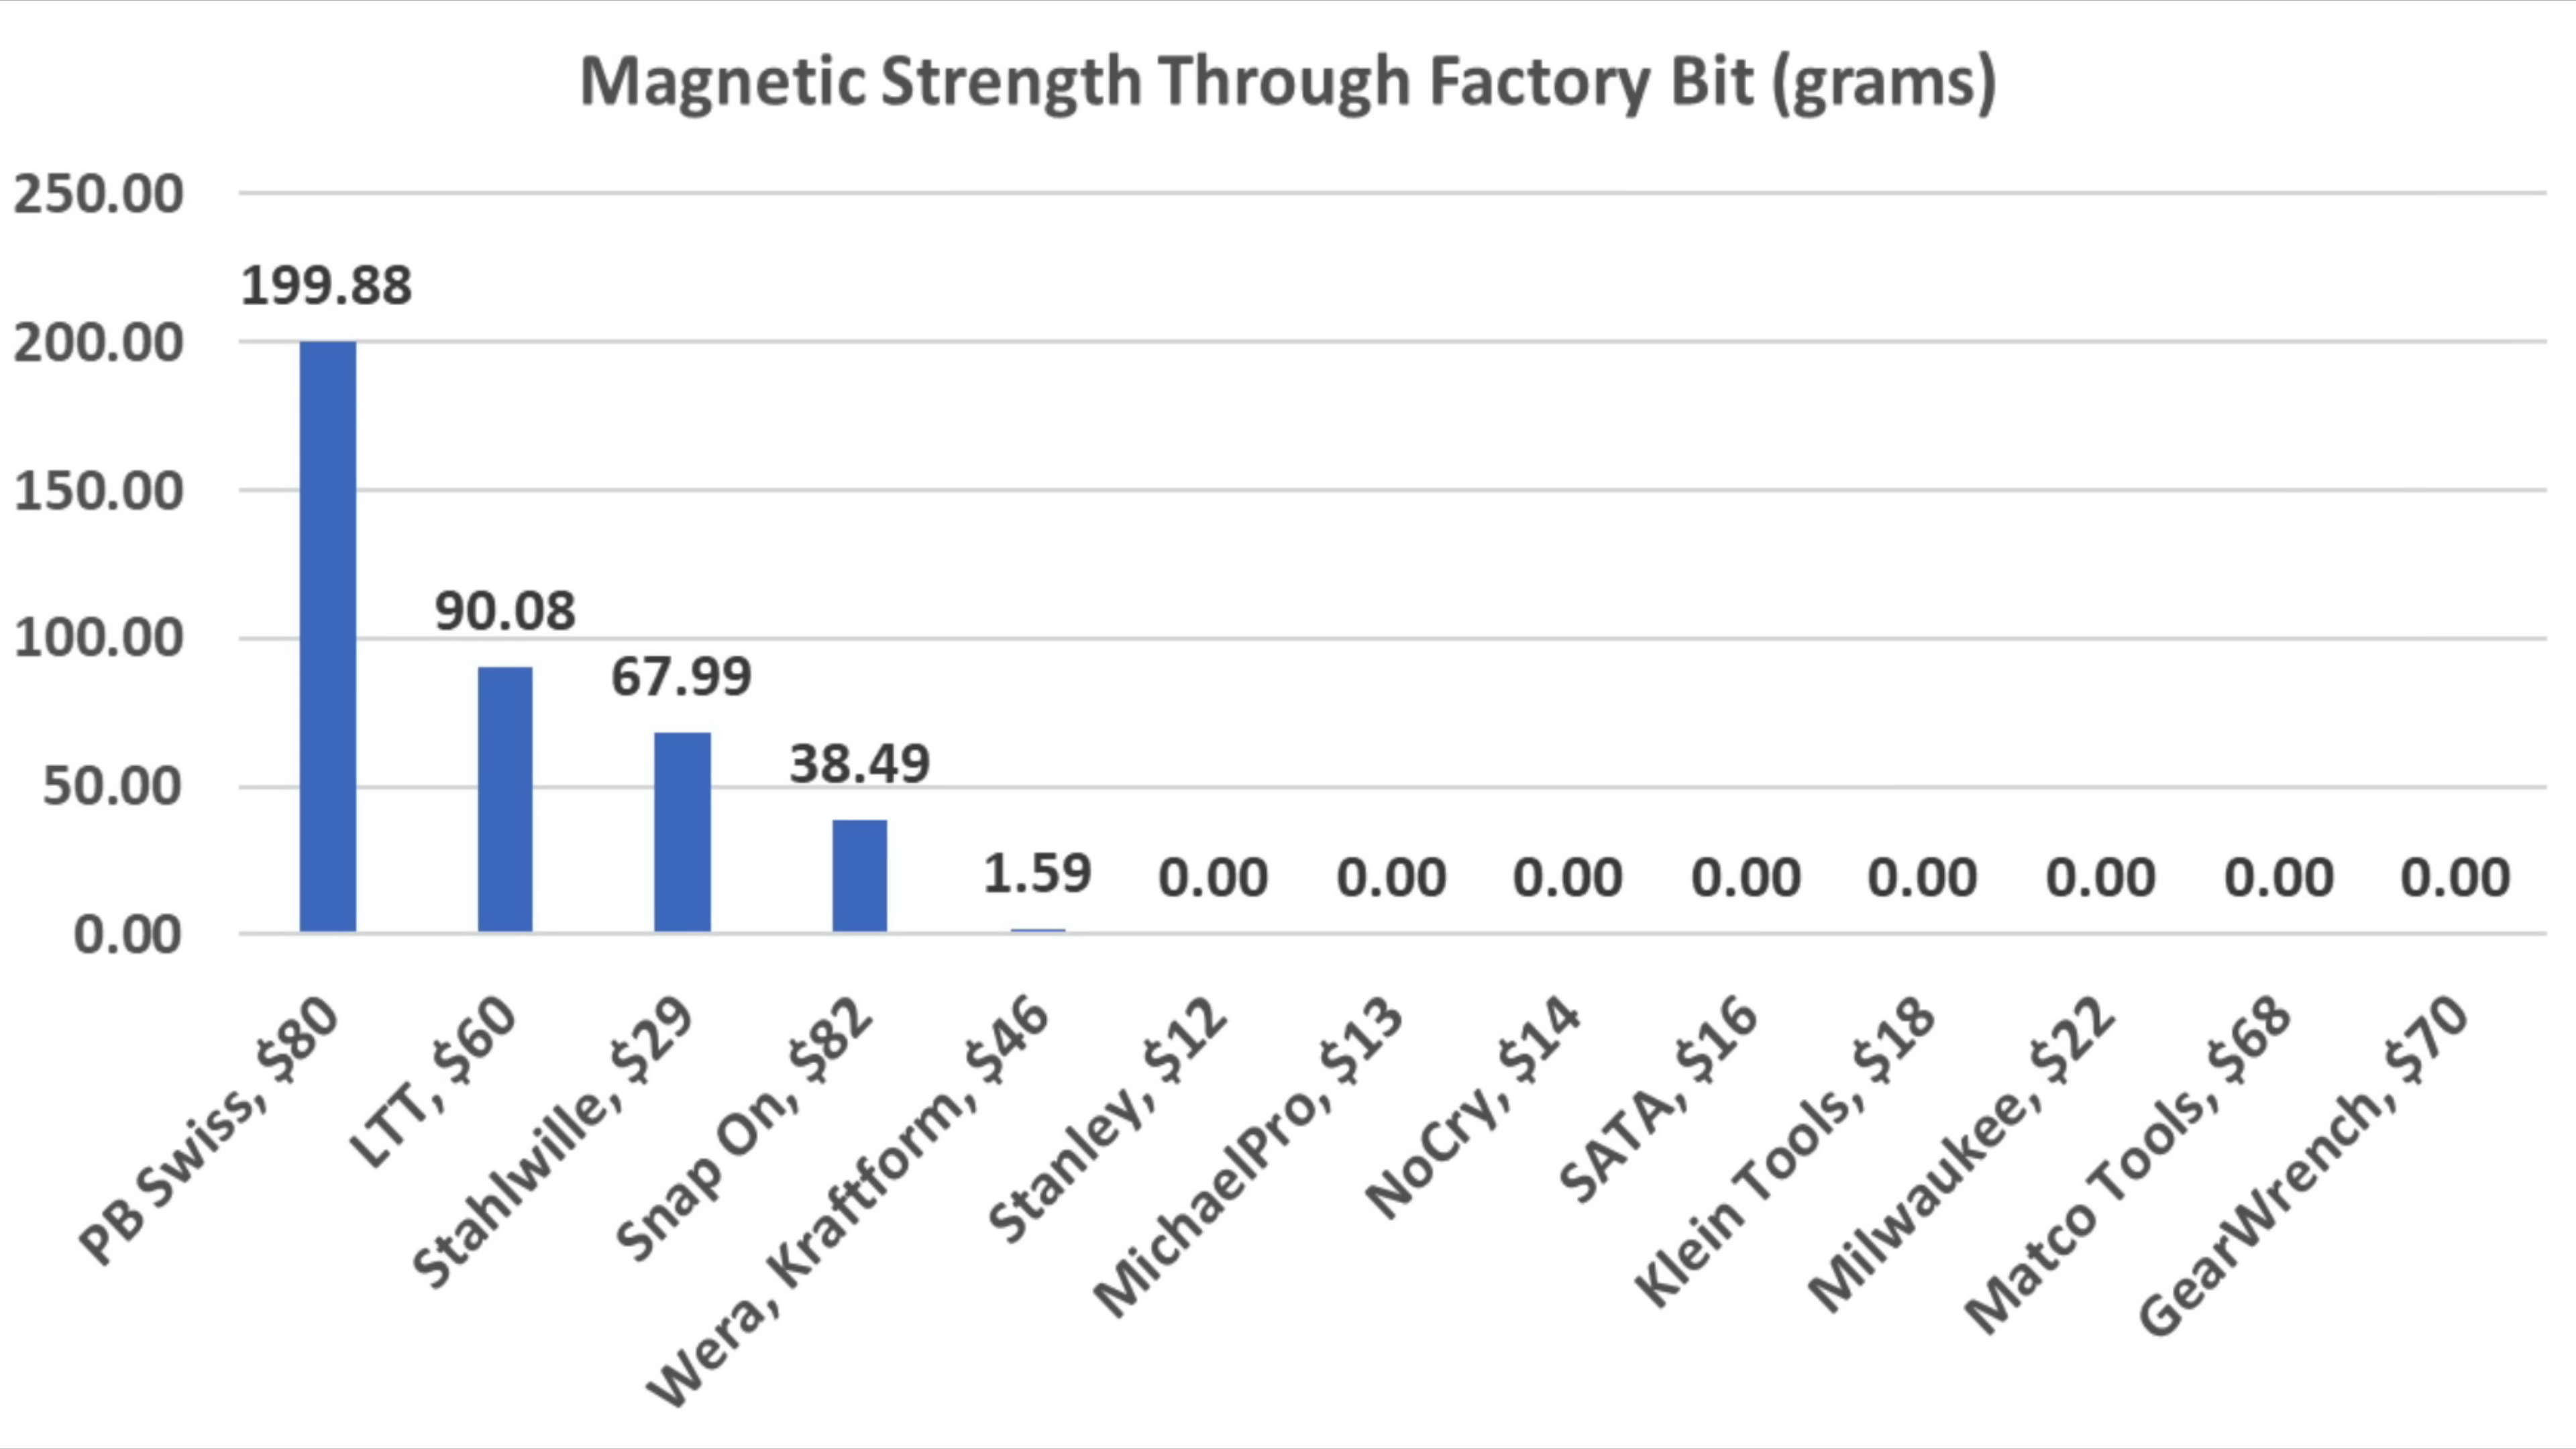 Magnetic Strength Through Factory Bit (grams)
250.00
200.00
150.00
100.00
50.00
0.00
199.88
90.08
67.99
38.49
1.59
0.00
0.00
0.00
0.00
0.00
0.00
0.00
0.00
PB Swiss, $80
LTT, $60
Stahlwille, $29
Snap On, $82
Wera, Kraftform, $46
Stanley, $12
MichaelPro, $13
NoCry, $14
SATA, $16
Klein Tools, $18
Milwaukee, $22
Matco Tools, $68
GearWrench, $70